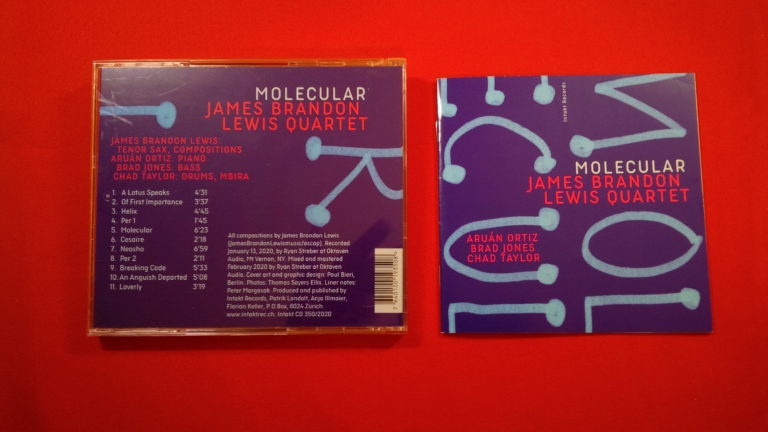 MOLECULAR
JAMES BRANDON
LEWIS QUARTET
JAMES BRANDON LEWIS:
TENOR SAX, COMPOSITIONS
ARUÁN ORTIZ: PIANO
BRAD JONES: BASS
CHAD TAYLOR: DRUMS, MBIRA
1. A Lotus Speaks 4'31
2. Of First Importance 3'37
3. Helix 4'45
4. Per 1 1'45
5. Molecular 6'23
6. Cesaire 2'18
7. Neosho 6'59
8. Per 2 2'11
9. Breaking Code 5'33
10. An Anguish Departed 5'08
11. Loverly 3'19
All compositions by James Brandon Lewis
(JamesBrandonLewismusic/ascap). Recorded
January 13, 2020, by Ryan Streber at Oktaven
Audio, Mt Vernon, NY. Mixed and mastered
February 2020 by Ryan Streber at Oktaven
Audio. Cover art and graphic design: Paul Bieri,
Berlin. Photos: Thomas Sayers Ellis. Liner notes:
Peter Margasak. Produced and published by
Intakt Records, Patrik Landolt, Anja Illmaier,
Florian Keller, P.O.Box, 8024 Zürich.
www.intaktrec.ch. Intakt CD 350/2020
Intakt Records
MOLECULAR
JAMES BRANDON
LEWIS QUARTET
ARUÁN ORTIZ
BRAD JONES
CHAD TAYLOR